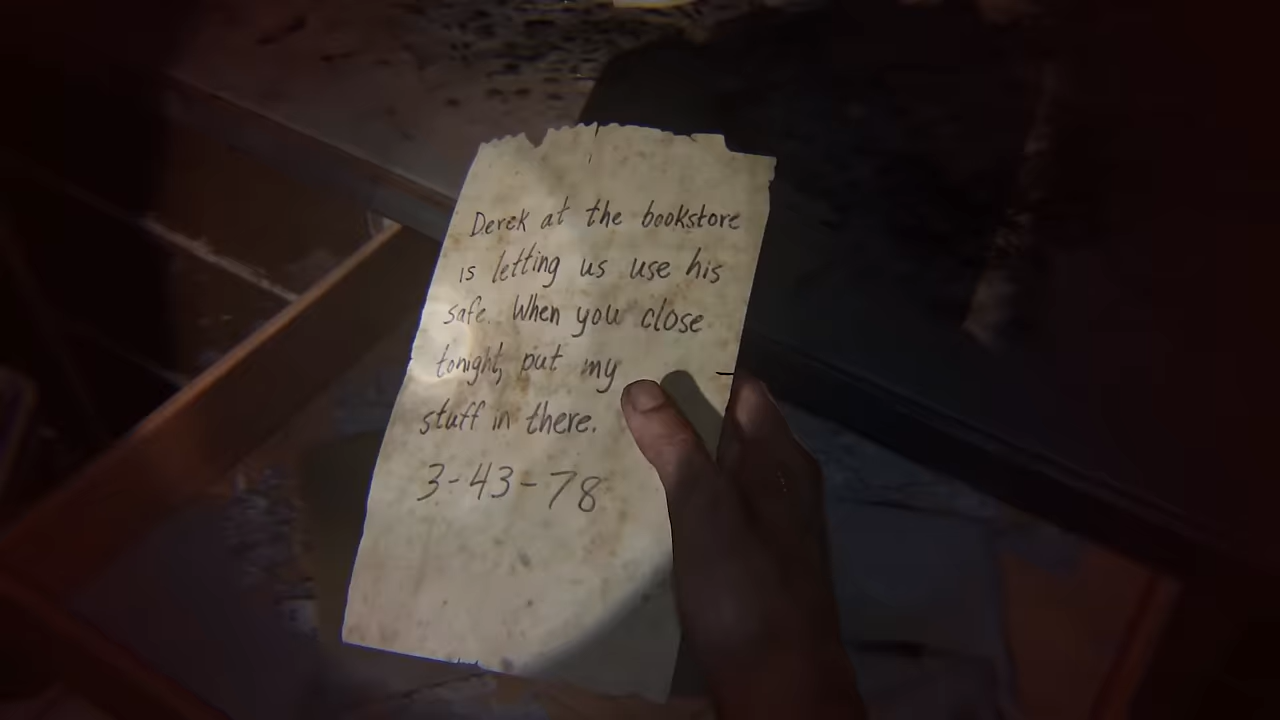 Derek at the bookstore
is letting us use his
safe. When you close
tonight, put my
stuff in there.
3-43-78